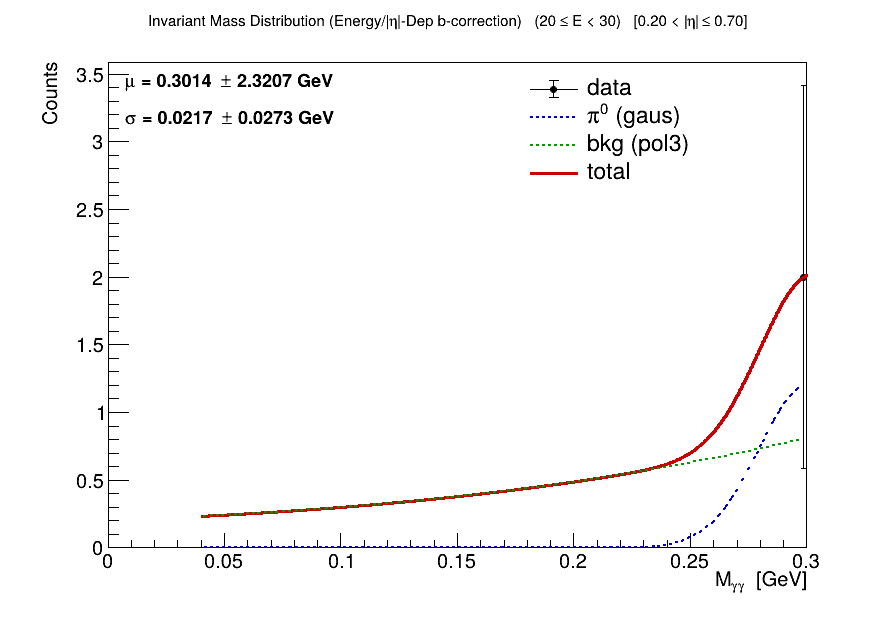 Invariant Mass Distribution (Energy/|η|-Dep b-correction) (20 ≤ E < 30) [0.20 < |η| ≤ 0.70]
Counts
μ = 0.3014 ± 2.3207 GeV
σ = 0.0217 ± 0.0273 GeV
data
π⁰ (gaus)
bkg (pol3)
total
3.5
3
2.5
2
1.5
1
0.5
0
0 0.05 0.1 0.15 0.2 0.25 0.3
Mγγ [GeV]